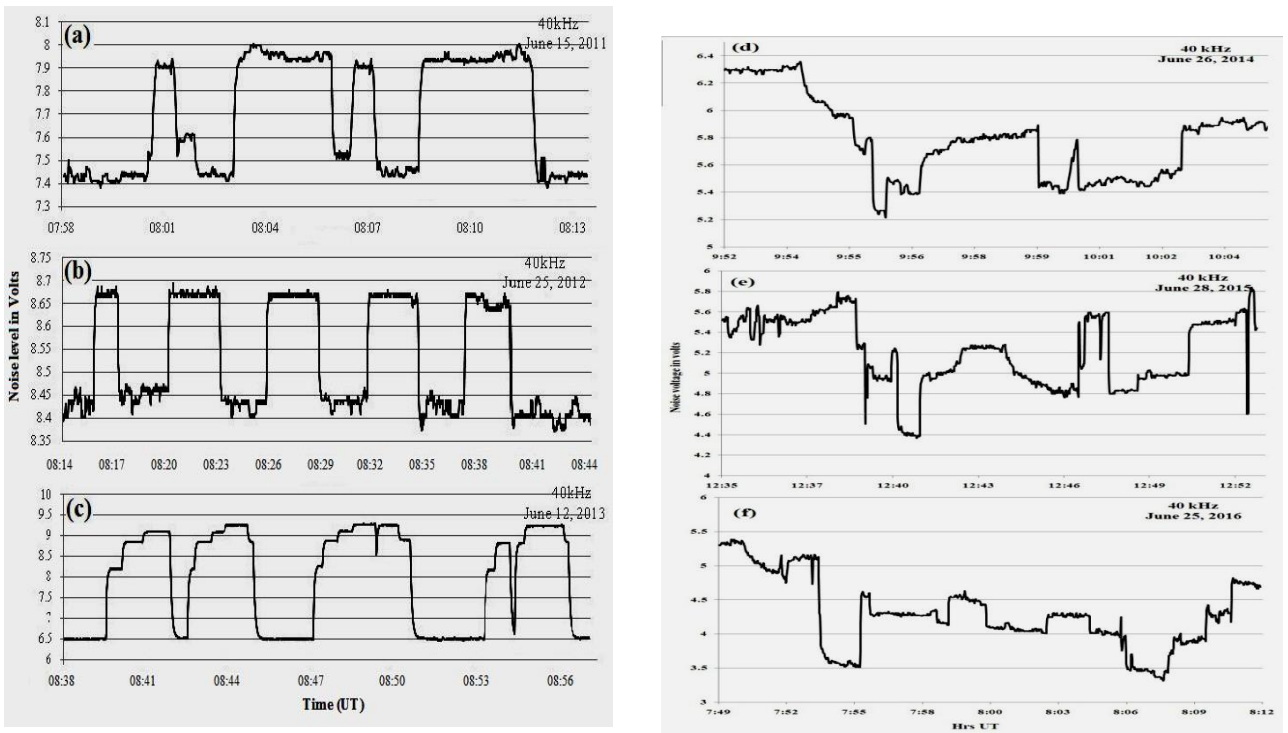 (a)
40kHz
June 15, 2011
8.1
8
7.9
7.8
7.7
7.6
7.5
7.4
7.3
07:58 08:01 08:04 08:07 08:10 08:13
(b)
40kHz
June 25, 2012
8.75
8.7
8.65
8.6
8.55
8.5
8.45
8.4
8.35
08:14 08:17 08:20 08:23 08:26 08:29 08:32 08:35 08:38 08:41 08:44
Noise level in Volts
(c)
40kHz
June 12, 2013
10
9.5
9
8.5
8
7.5
7
6.5
6
08:38 08:41 08:44 08:47 08:50 08:53 08:56
Time (UT)
(d)
40 kHz
June 26, 2014
6.4
6.2
6
5.8
5.6
5.4
5.2
5
9:52 9:54 9:55 9:56 9:59 10:01 10:02 10:04
(e)
40 kHz
June 28, 2015
6
5.8
5.6
5.4
5.2
5
4.8
4.6
4.4
4.2
4
12:35 12:37 12:40 12:43 12:46 12:49 12:52
Noise voltage in volts
(f)
40 kHz
June 25, 2016
5.5
5
4.5
4
3.5
3
7:49 7:52 7:55 7:58 8:00 8:03 8:06 8:09 8:12
Hrs UT